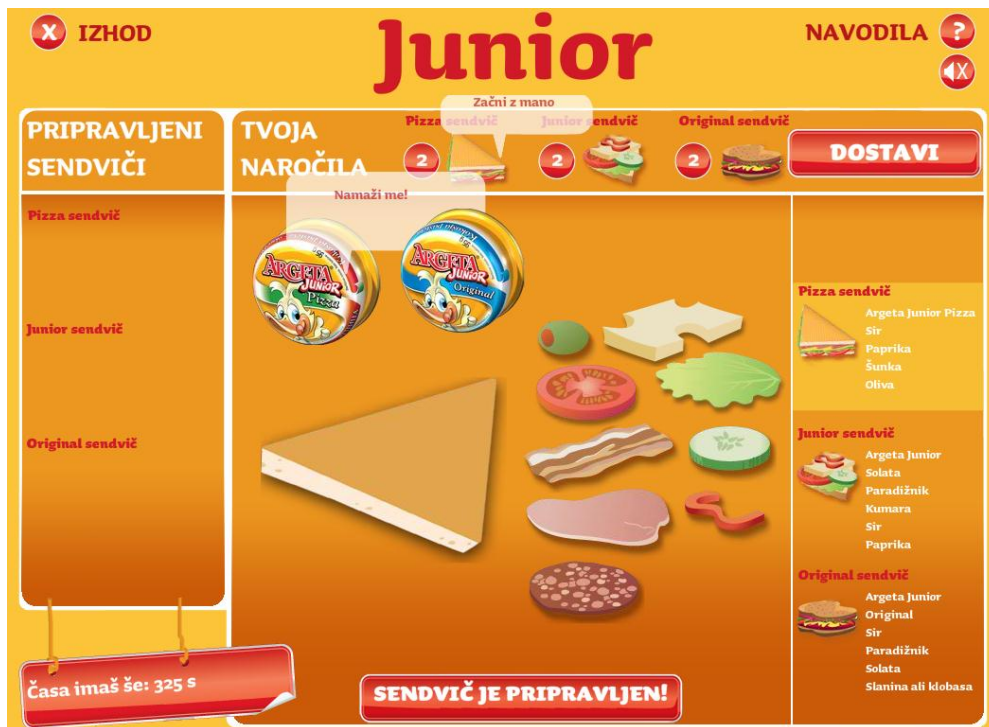 X IZHOD
Junior
NAVODILA ?
Začni z mano
PRIPRAVLJENI
SENDVIČI
TVOJA
NAROČILA
Pizza sendvič
2
Junior sendvič
2
Original sendvič
2
DOSTAVI
Pizza sendvič
Junior sendvič
Original sendvič
Namaži me!
ARGETA
JUNIOR
Pizza
ARGETA
JUNIOR
Original
Pizza sendvič
Argeta Junior Pizza
Sir
Paprika
Šunka
Oliva
Junior sendvič
Argeta Junior
Solata
Paradižnik
Kumara
Sir
Paprika
Original sendvič
Argeta Junior
Original
Sir
Paradižnik
Solata
Slanina ali klobasa
Časa imaš še: 325 s
SENDVIČ JE PRIPRAVLJEN!